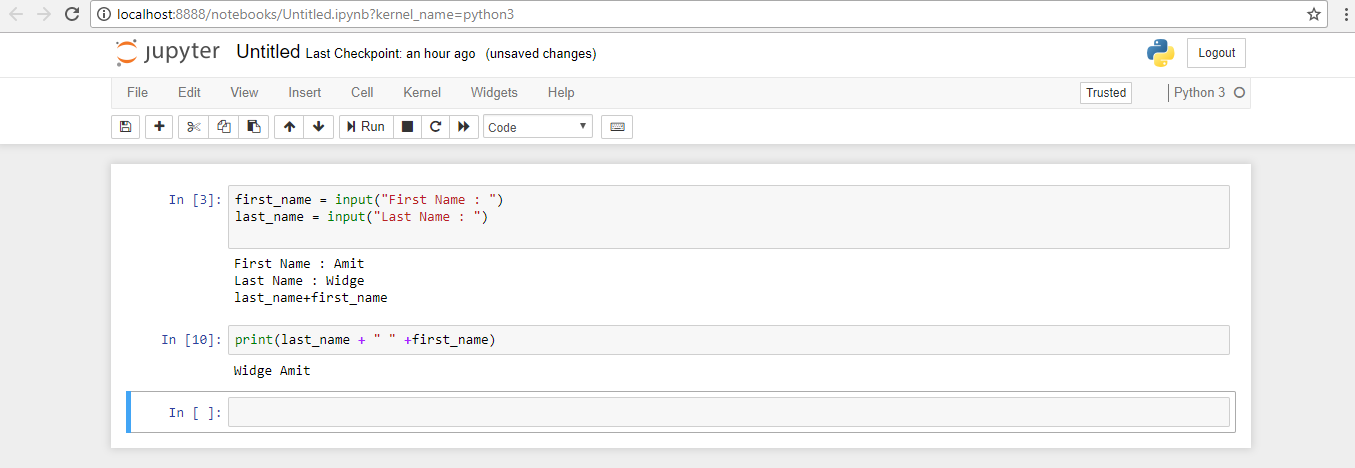 localhost:8888/notebooks/Untitled.ipynb?kernel_name=python3
jupyter Untitled Last Checkpoint: an hour ago (unsaved changes) Logout
File Edit View Insert Cell Kernel Widgets Help Trusted Python 3
Run Code
In [3]: first_name = input("First Name : ")
last_name = input("Last Name : ")
First Name : Amit
Last Name : Widge
last_name+first_name
In [10]: print(last_name + " " +first_name)
Widge Amit
In [ ]: